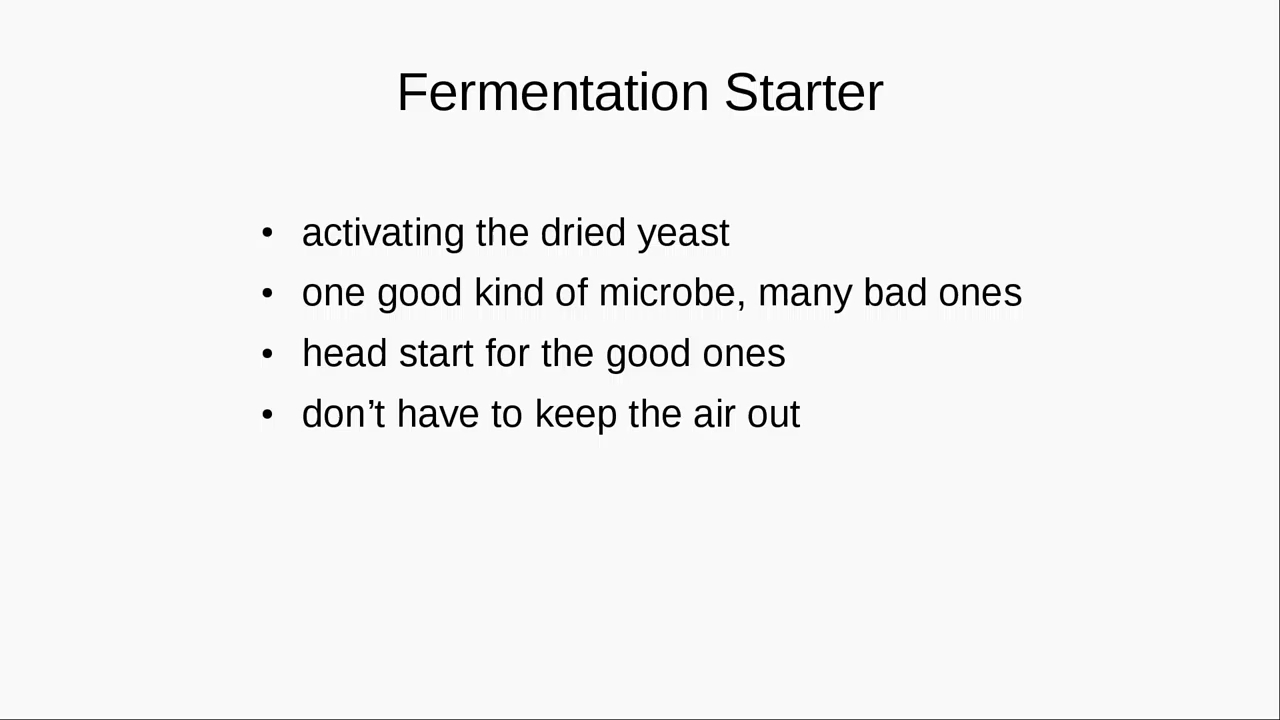 Fermentation Starter
• activating the dried yeast
• one good kind of microbe, many bad ones
• head start for the good ones
• don’t have to keep the air out